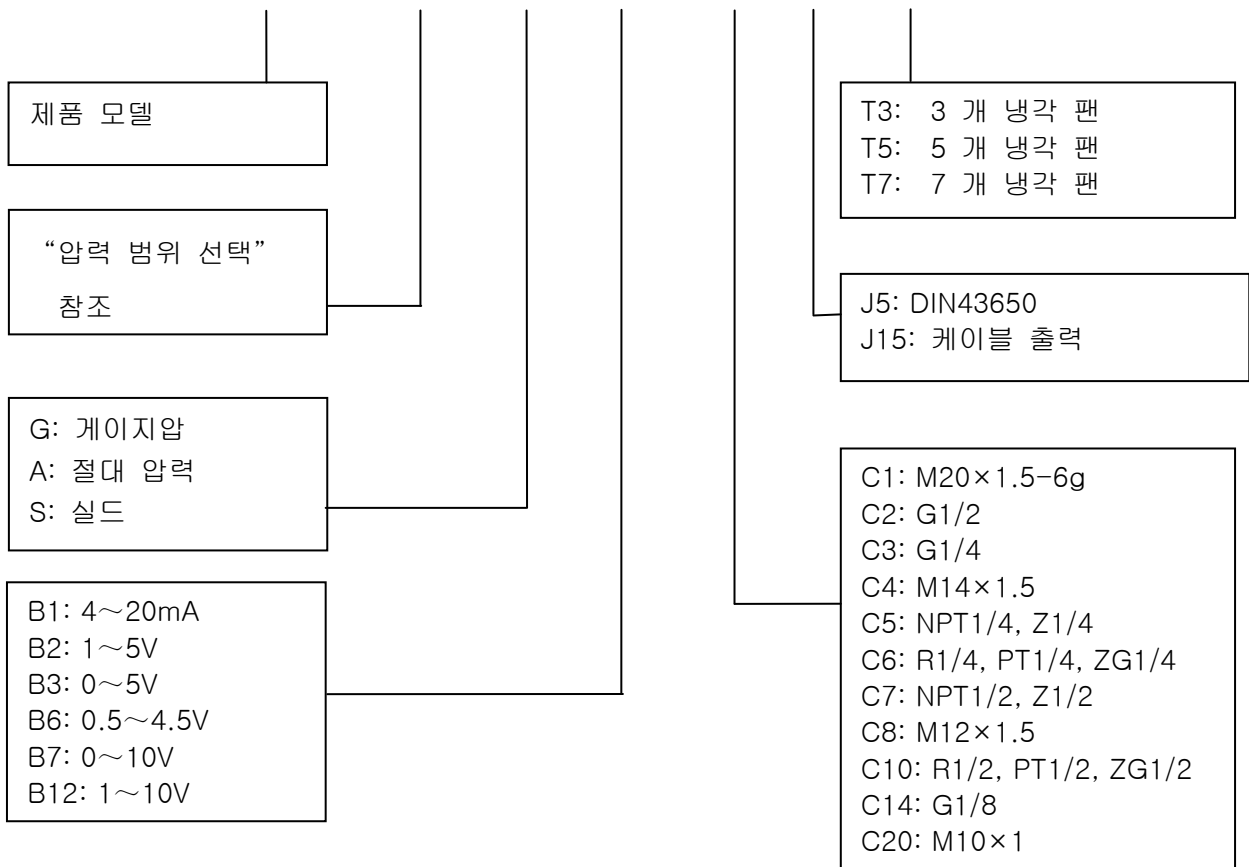 제품 모델
“압력 범위 선택”
참조
G: 게이지압
A: 절대 압력
S: 실드
B1: 4～20mA
B2: 1～5V
B3: 0～5V
B6: 0.5～4.5V
B7: 0～10V
B12: 1～10V
T3: 3 개 냉각 팬
T5: 5 개 냉각 팬
T7: 7 개 냉각 팬
J5: DIN43650
J15: 케이블 출력
C1: M20×1.5-6g
C2: G1/2
C3: G1/4
C4: M14×1.5
C5: NPT1/4, Z1/4
C6: R1/4, PT1/4, ZG1/4
C7: NPT1/2, Z1/2
C8: M12×1.5
C10: R1/2, PT1/2, ZG1/2
C14: G1/8
C20: M10×1